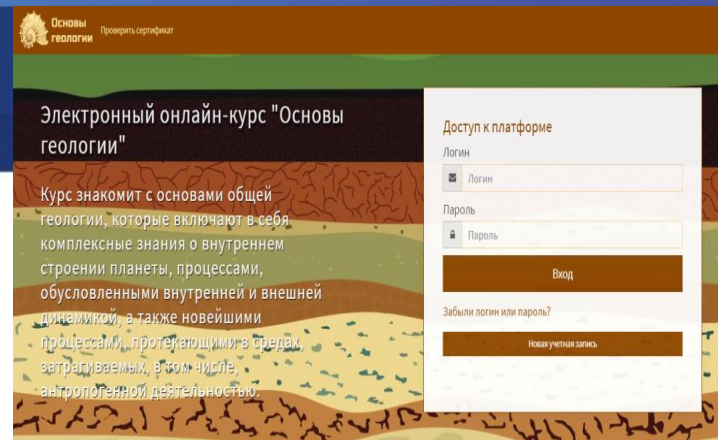 Основы
геологии
Проверить сертификат
Электронный онлайн-курс "Основы
геологии"
Курс знакомит с основами общей
геологии, которые включают в себя
комплексные знания о внутреннем
строении планеты, процессами,
обусловленными внутренней и внешней
динамикой, а также новейшими
процессами, протекающими в средах,
затрагиваемых, в том числе,
антропогенной деятельностью.
Доступ к платформе
Логин
Логин
Пароль
Пароль
Вход
Забыли логин или пароль?
Новая учетная запись